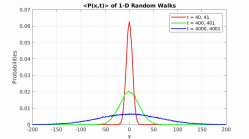 <P(x,t)> of 1-D Random Walks
0.07
0.06
0.05
0.04
0.03
0.02
0.01
0
Probabilities
t = 40, 41
t = 400, 401
t = 4000, 4001
-200 -150 -100 -50 0 50 100 150 200
x